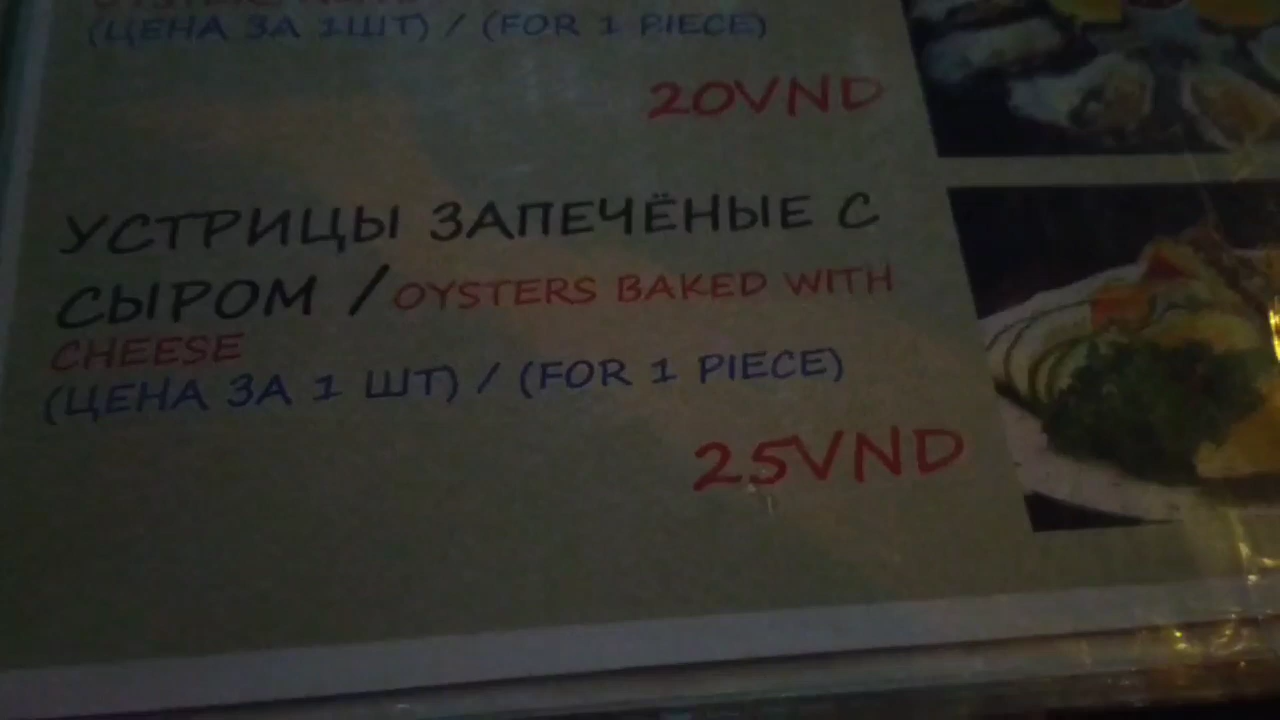 (ЦЕНА ЗА 1ШТ) / (FOR 1 PIECE)
20VND
УСТРИЦЫ ЗАПЕЧЁНЫЕ С
СЫРОМ / OYSTERS BAKED WITH
CHEESE
(ЦЕНА ЗА 1 ШТ) / (FOR 1 PIECE)
25VND